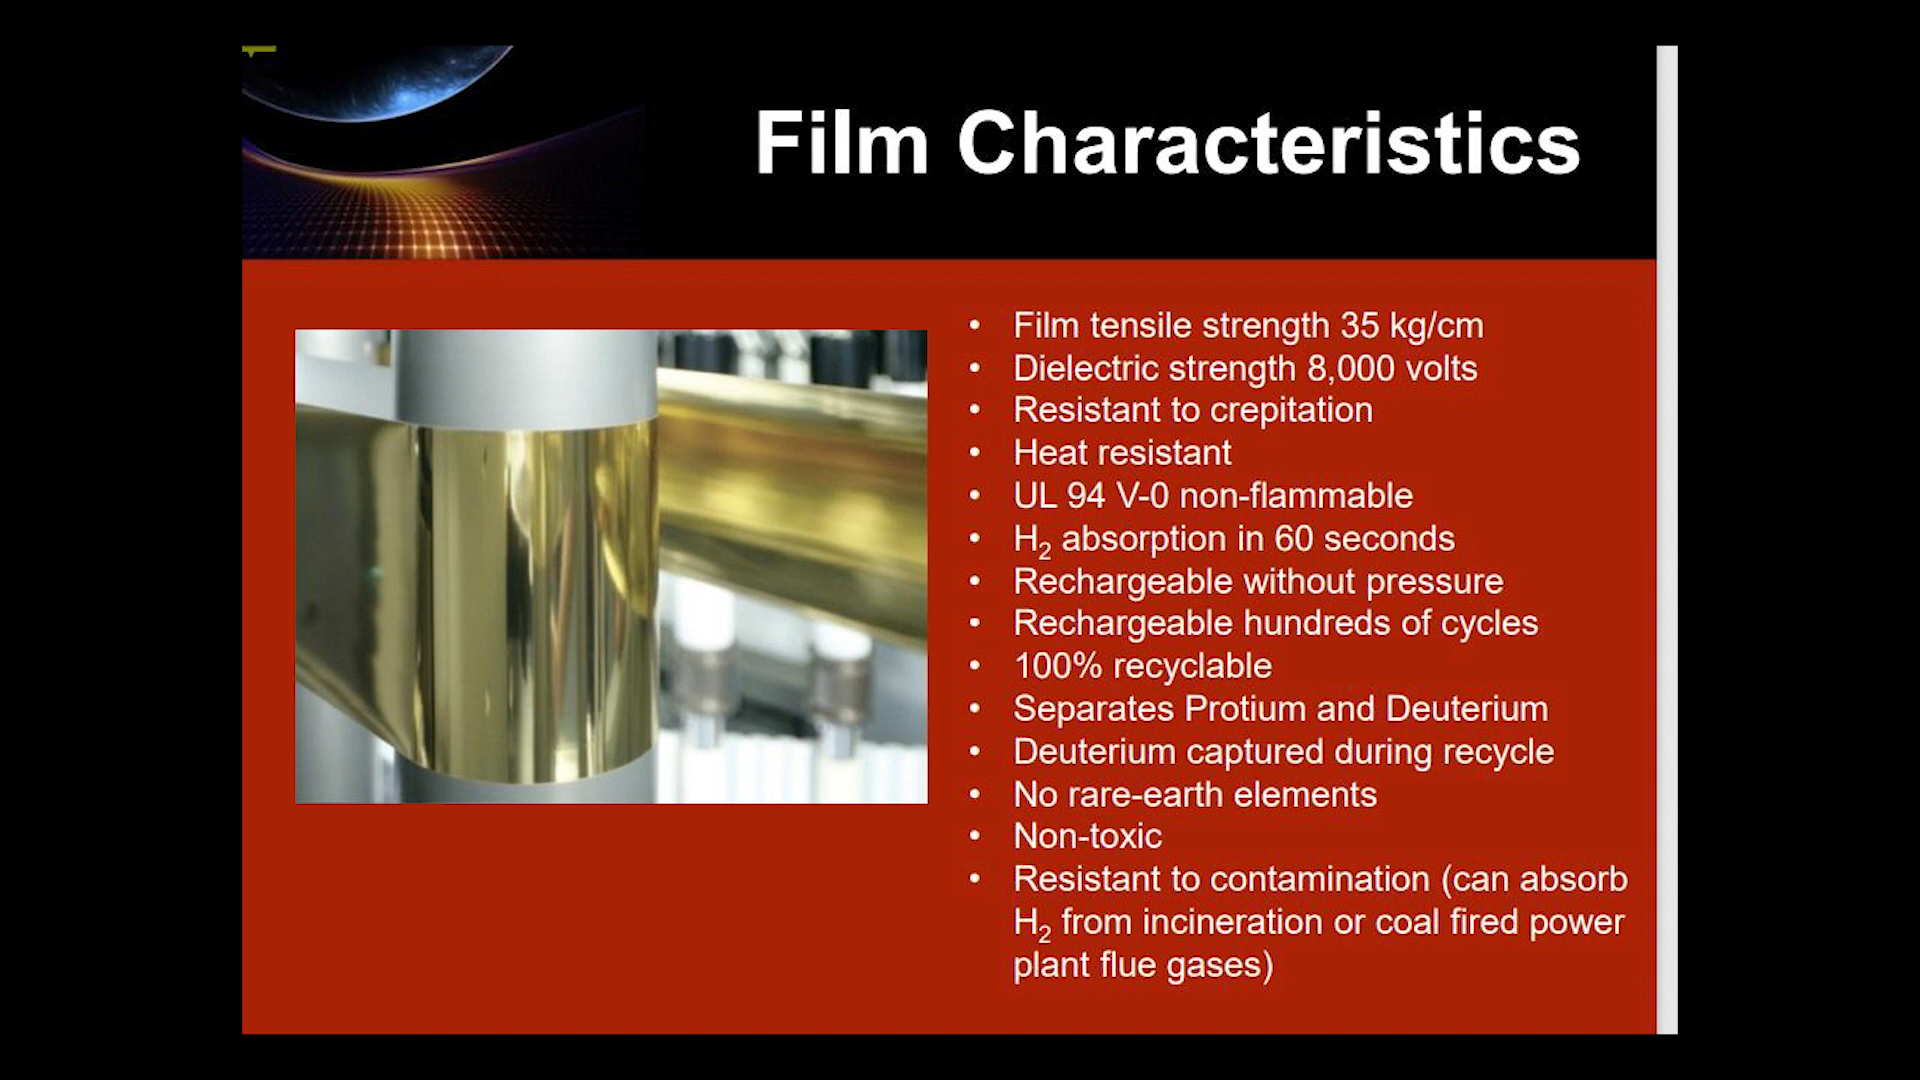 Film Characteristics
• Film tensile strength 35 kg/cm
• Dielectric strength 8,000 volts
• Resistant to crepitation
• Heat resistant
• UL 94 V-0 non-flammable
• H₂ absorption in 60 seconds
• Rechargeable without pressure
• Rechargeable hundreds of cycles
• 100% recyclable
• Separates Protium and Deuterium
• Deuterium captured during recycle
• No rare-earth elements
• Non-toxic
• Resistant to contamination (can absorb
H₂ from incineration or coal fired power
plant flue gases)